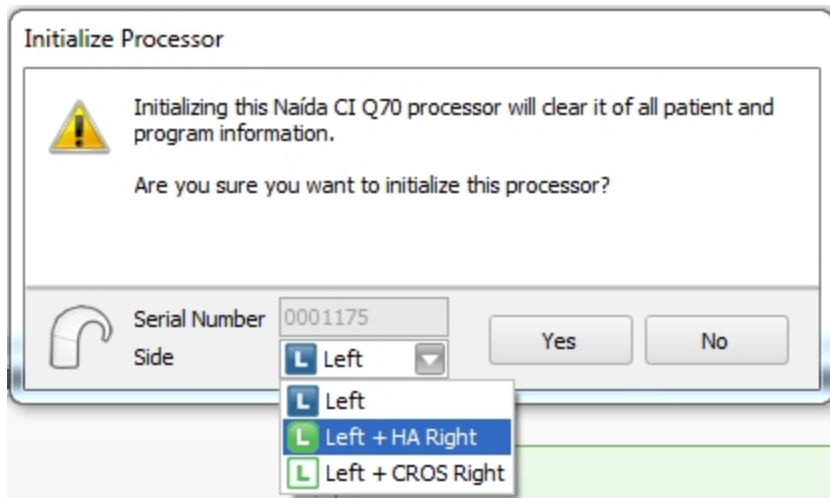 Initialize Processor
Initializing this Naída CI Q70 processor will clear it of all patient and
program information.
Are you sure you want to initialize this processor?
Serial Number 0001175
Side L Left
Yes No
L Left
L Left + HA Right
L Left + CROS Right